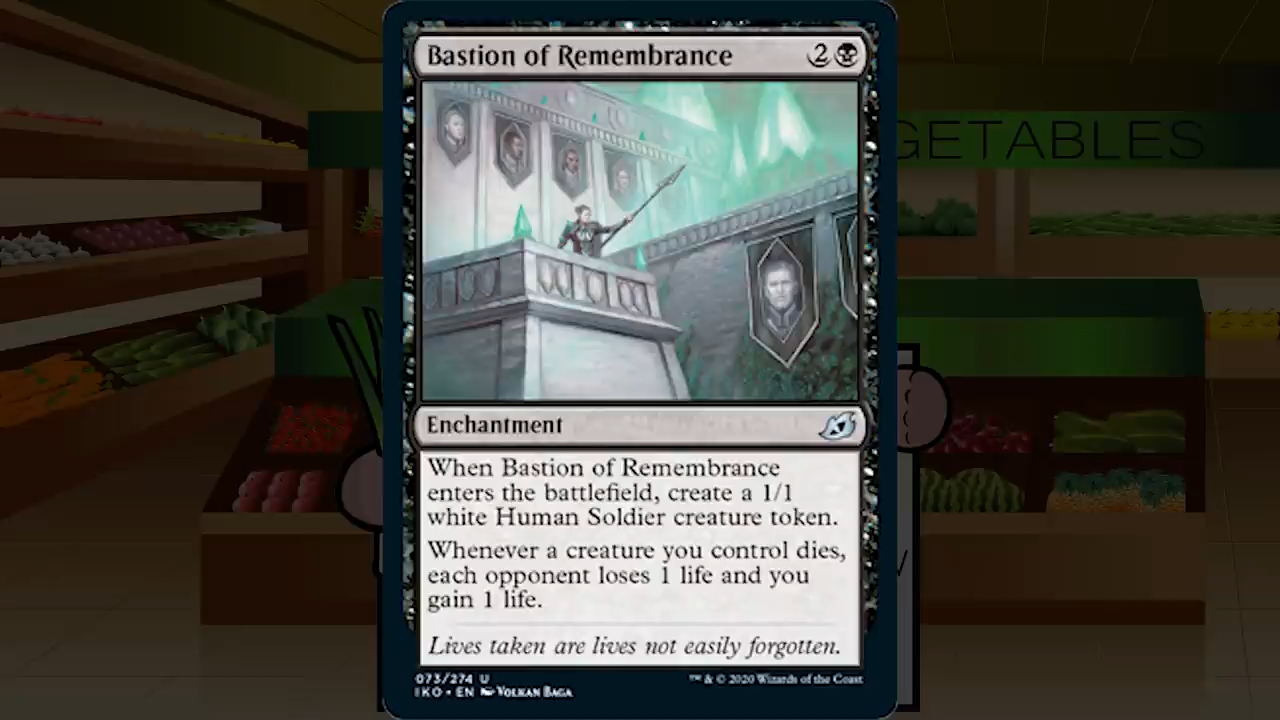 Bastion of Remembrance 2
GETABLES
Enchantment
When Bastion of Remembrance
enters the battlefield, create a 1/1
white Human Soldier creature token.
Whenever a creature you control dies,
each opponent loses 1 life and you
gain 1 life.
Lives taken are lives not easily forgotten.
073/274 U
IKO • EN Volkan Baga
™ & © 2020 Wizards of the Coast